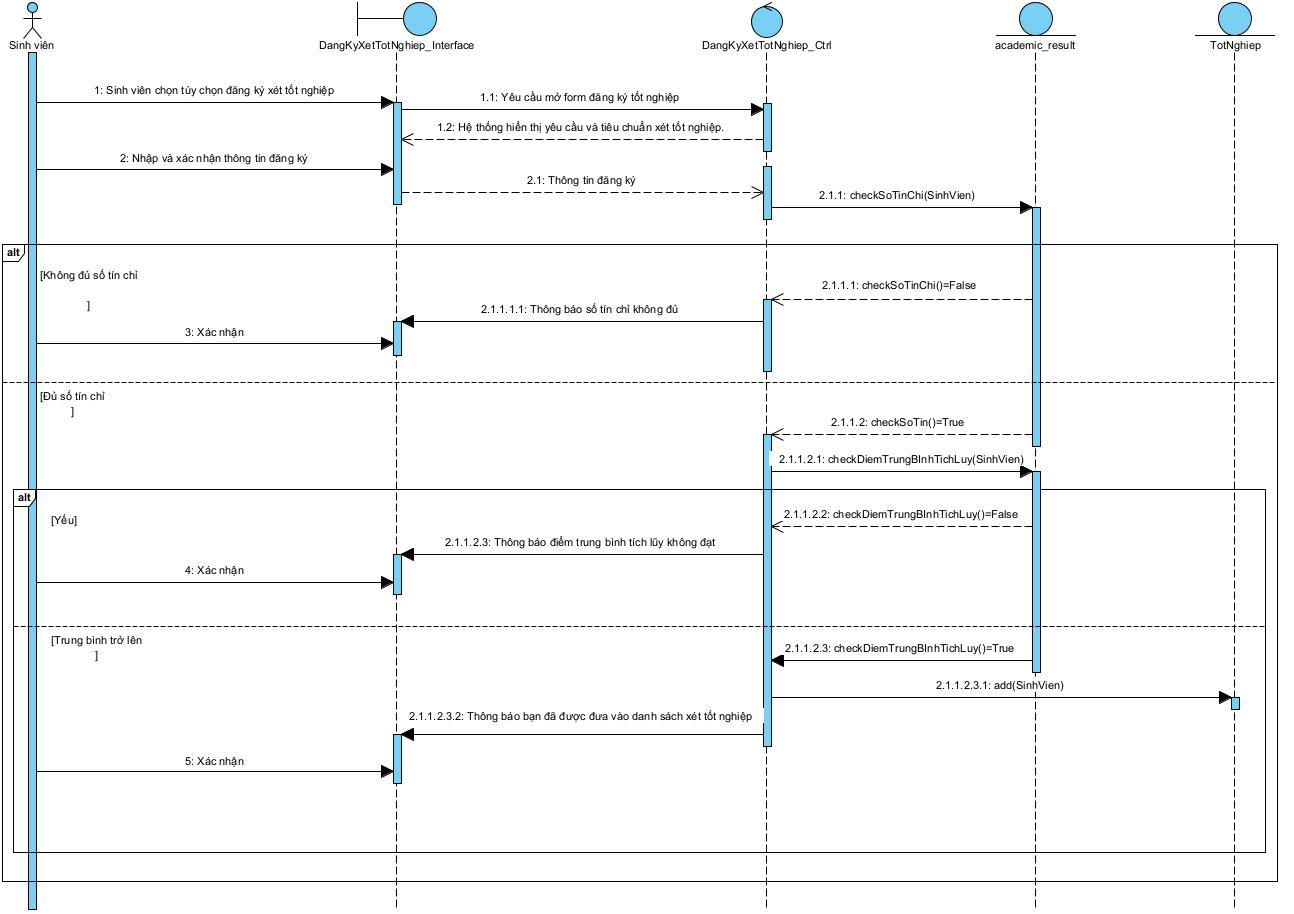 Sinh viên
DangKyXetTotNghiep_Interface
DangKyXetTotNghiep_Ctrl
academic_result
TotNghiep
1: Sinh viên chọn tùy chọn đăng ký xét tốt nghiệp
1.1: Yêu cầu mở form đăng ký tốt nghiệp
1.2: Hệ thống hiển thị yêu cầu và tiêu chuẩn xét tốt nghiệp.
2: Nhập và xác nhận thông tin đăng ký
2.1: Thông tin đăng ký
2.1.1: checkSoTinChi(SinhVien)
alt
[Không đủ số tín chỉ
]
2.1.1.1: checkSoTinChi()=False
2.1.1.1.1: Thông báo số tín chỉ không đủ
3: Xác nhận
[Đủ số tín chỉ
]
2.1.1.2: checkSoTin()=True
2.1.1.2.1: checkDiemTrungBInhTichLuy(SinhVien)
alt
[Yếu]
2.1.1.2.2: checkDiemTrungBInhTichLuy()=False
2.1.1.2.3: Thông báo điểm trung bình tích lũy không đạt
4: Xác nhận
[Trung bình trở lên
]
2.1.1.2.3: checkDiemTrungBInhTichLuy()=True
2.1.1.2.3.1: add(SinhVien)
2.1.1.2.3.2: Thông báo bạn đã được đưa vào danh sách xét tốt nghiệp
5: Xác nhận